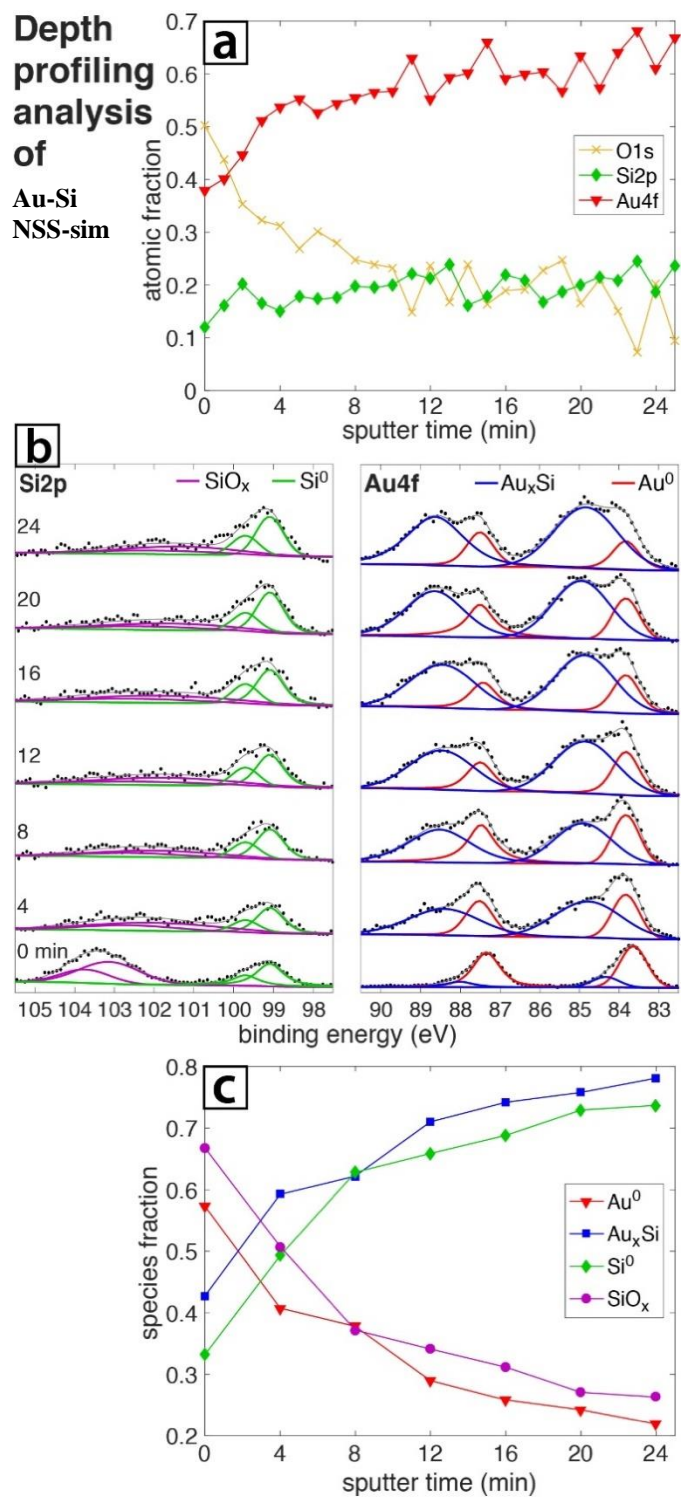 Depth
profiling
analysis
of
Au-Si
NSS-sim
a
0.7
0.6
0.5
0.4
0.3
0.2
0.1
0
atomic fraction
O1s
Si2p
Au4f
0 4 8 12 16 20 24
sputter time (min)
b
Si2p SiOx Si0
Au4f AuxSi Au0
24
20
16
12
8
4
0 min
105 104 103 102 101 100 99 98
90 89 88 87 86 85 84 83
binding energy (eV)
c
0.8
0.7
0.6
0.5
0.4
0.3
0.2
species fraction
Au0
AuxSi
Si0
SiOx
0 4 8 12 16 20 24
sputter time (min)